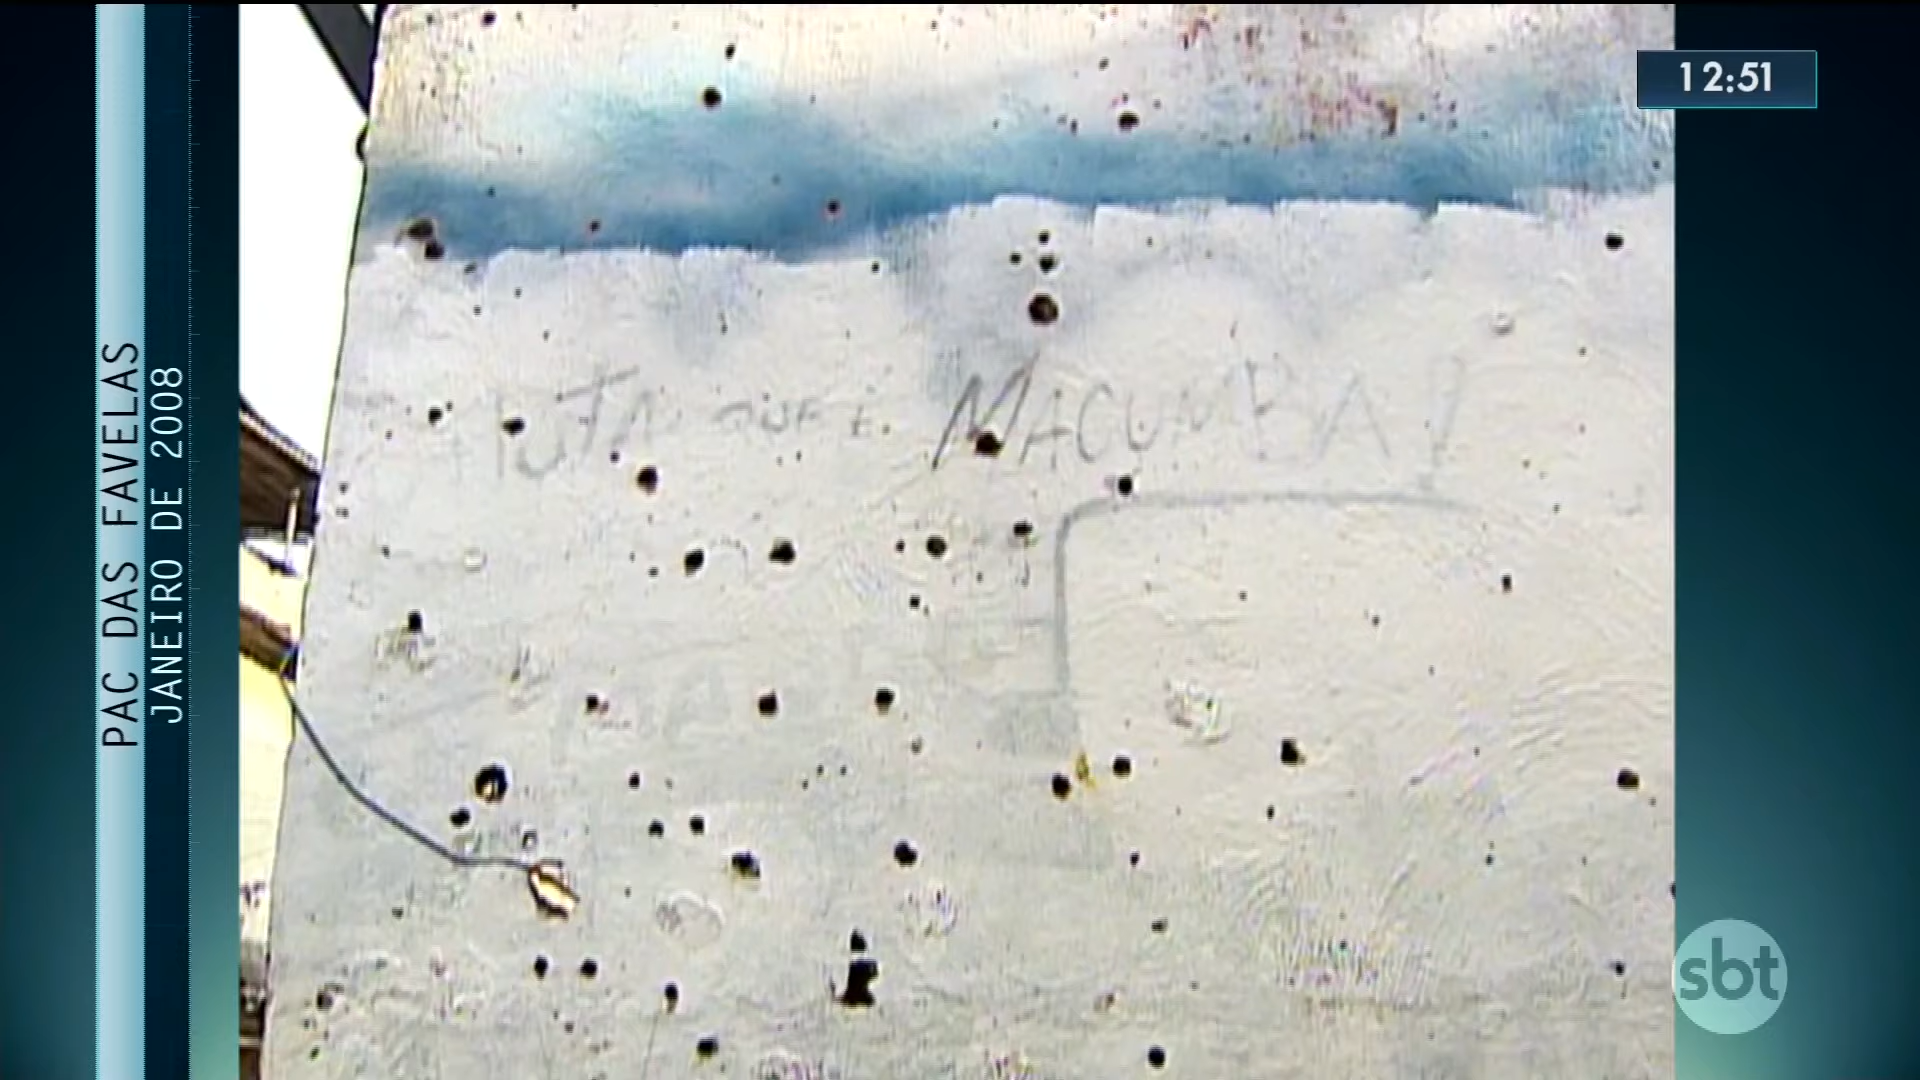 12:51
PAC DAS FAVELAS
JANEIRO DE 2008
MACUMBA!
sbt